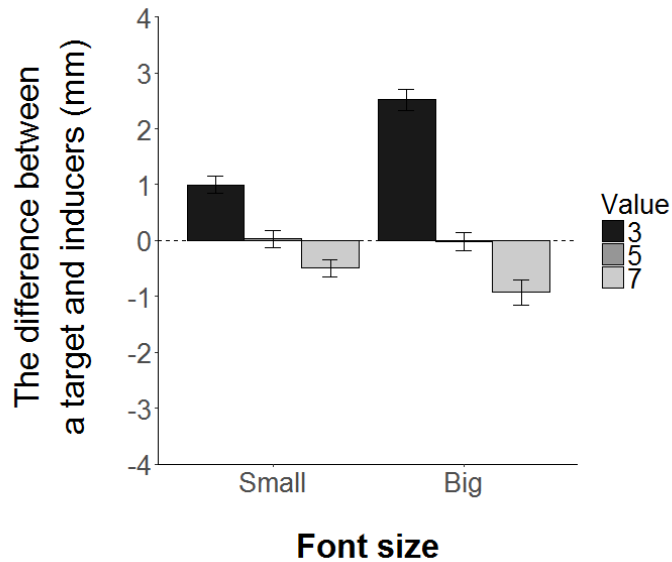 The difference between
a target and inducers (mm)
4
3
2
1
0
-1
-2
-3
-4
Small Big
Font size
Value
3
5
7